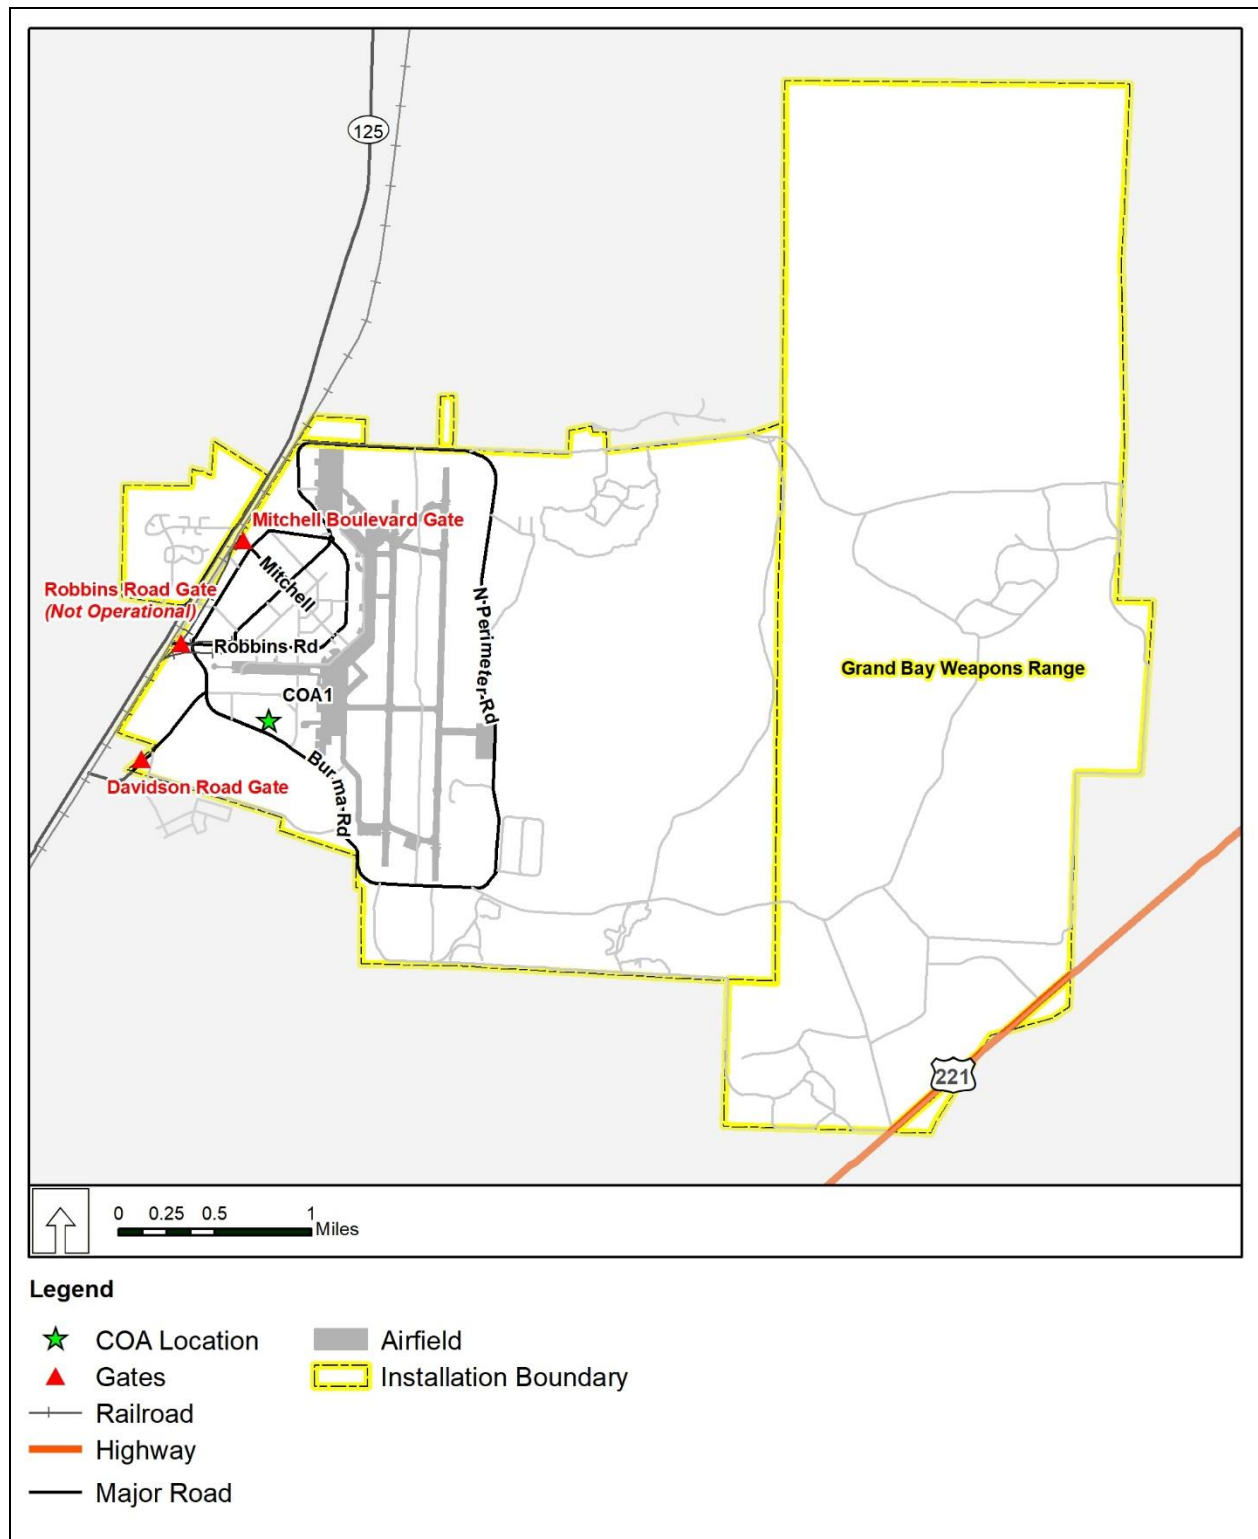 125
Mitchell Boulevard Gate
Mitchell
Robbins Road Gate
(Not Operational)
Robbins Rd
N Perimeter Rd
Grand Bay Weapons Range
COA1
Davidson Road Gate
Burma Rd
221
0 0.25 0.5 1
Miles
Legend
COA Location
Airfield
Gates
Installation Boundary
Railroad
Highway
Major Road